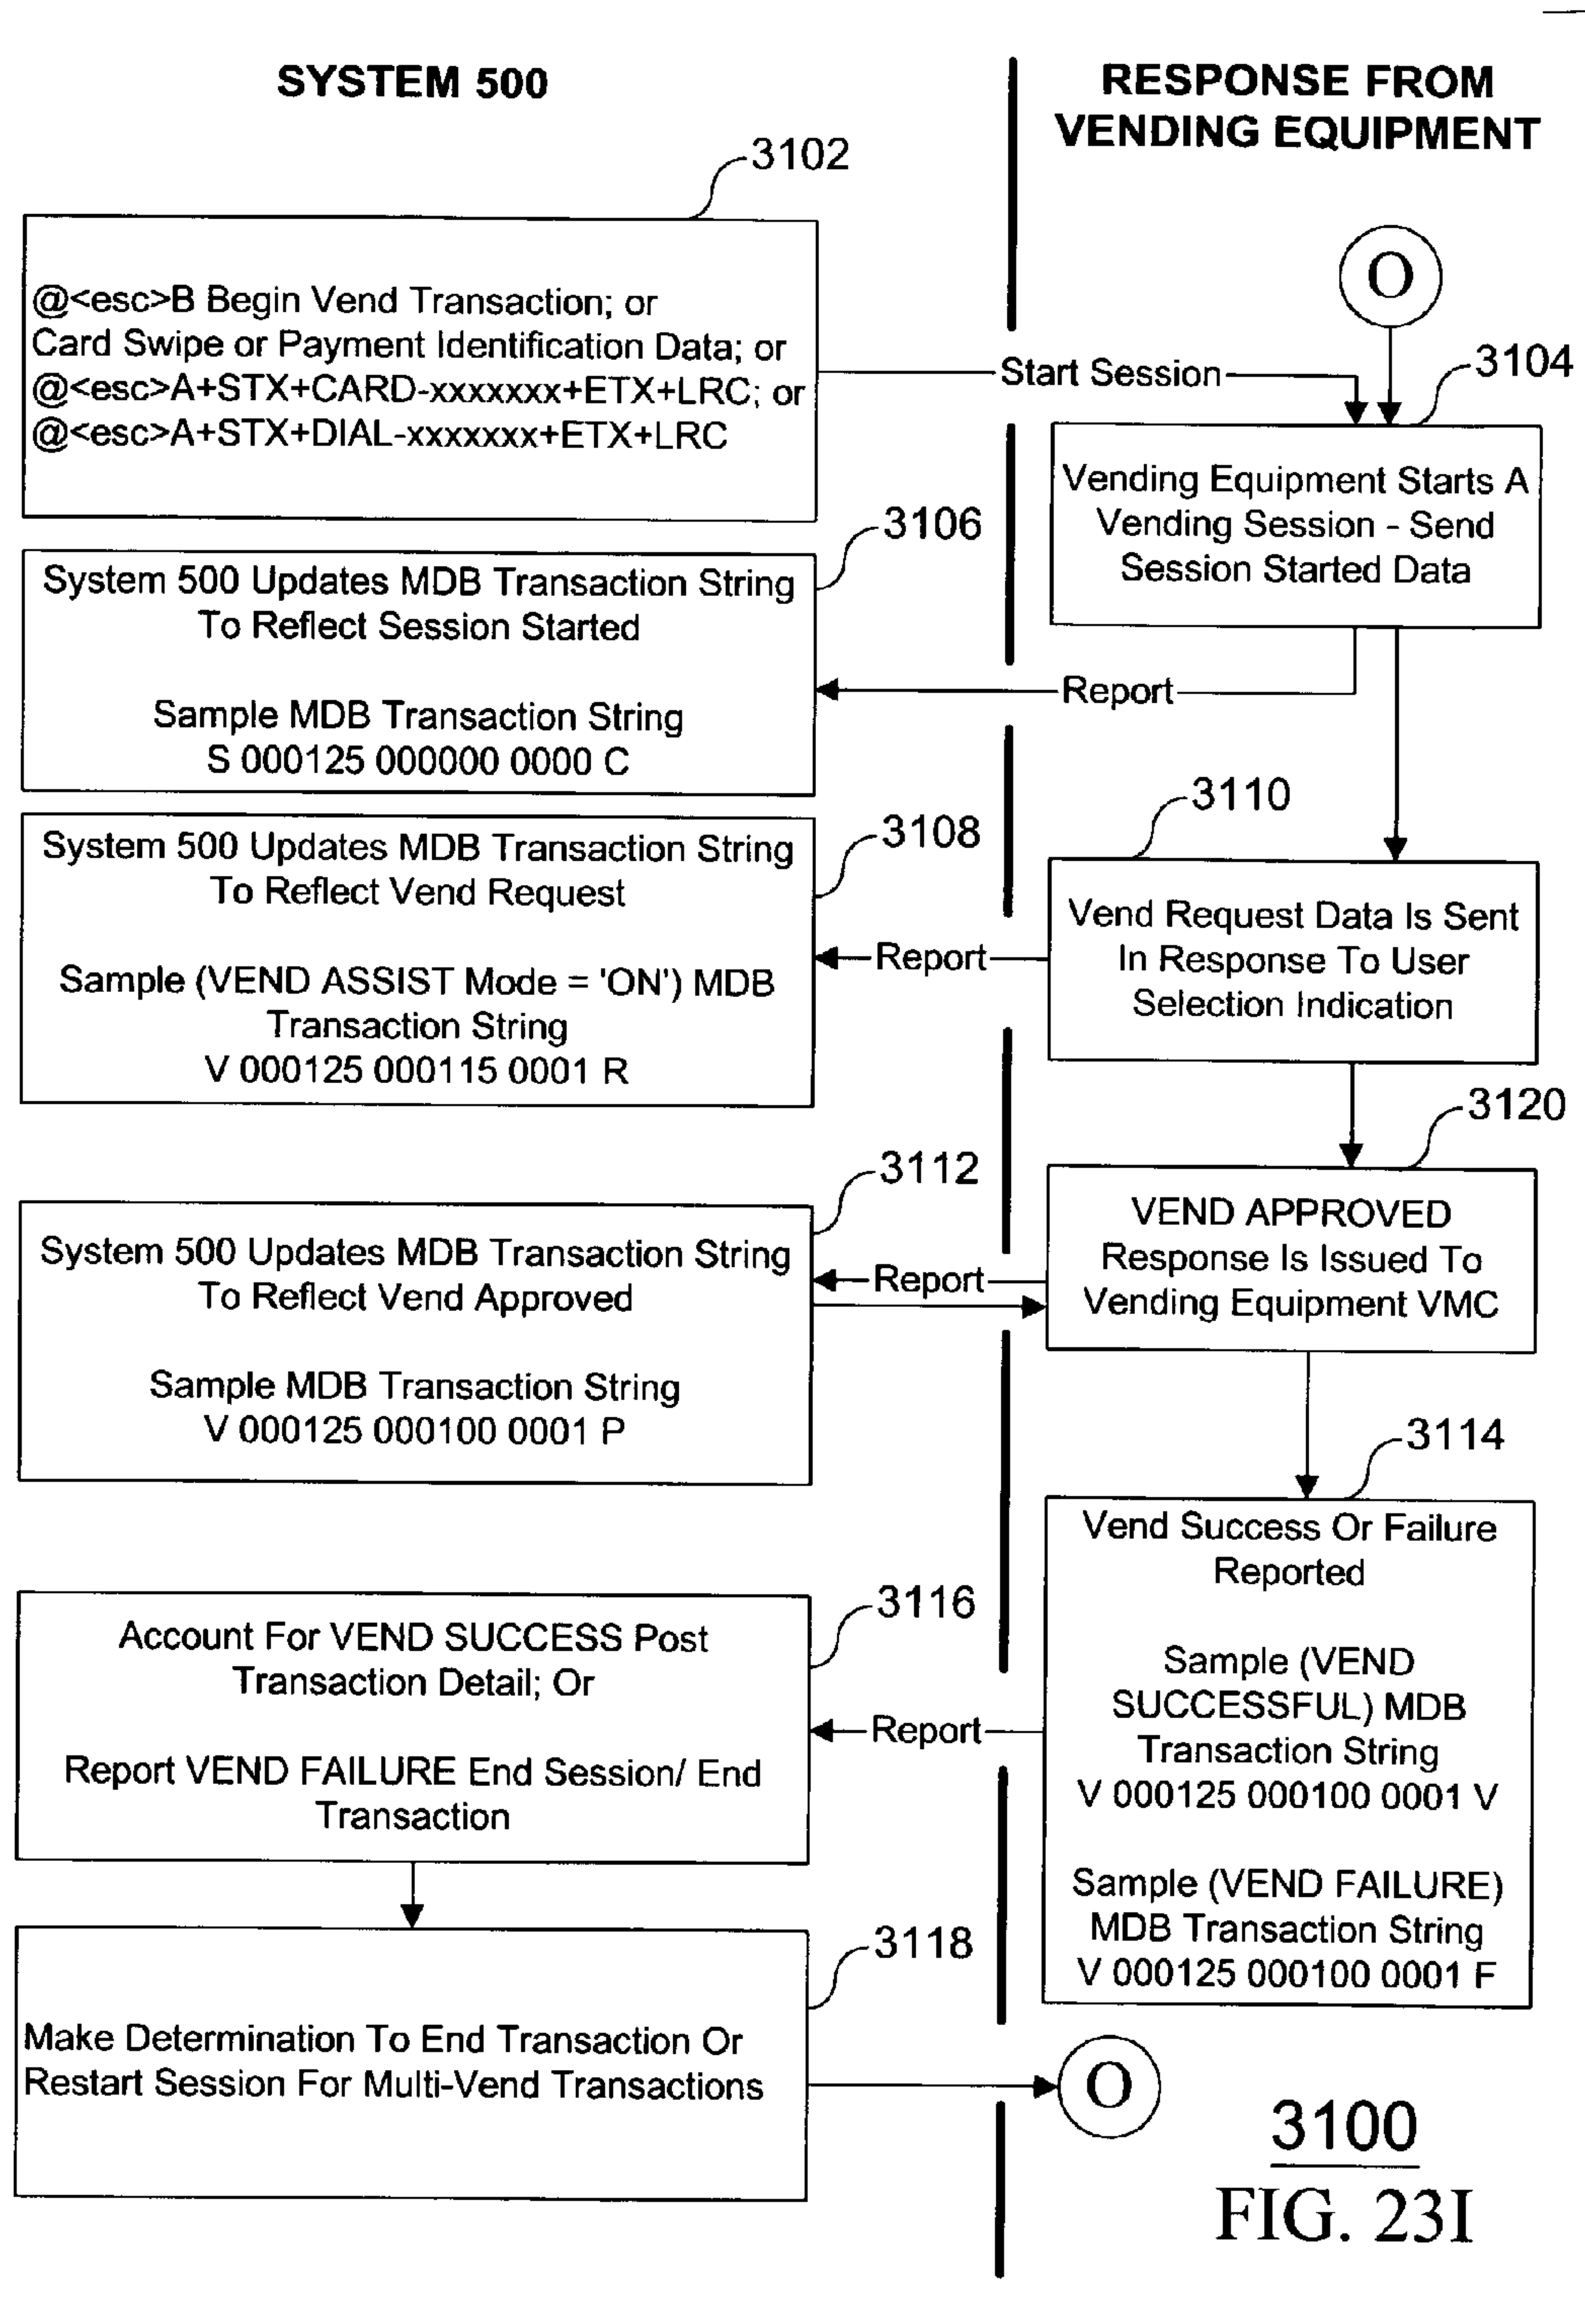 SYSTEM 500
RESPONSE FROM
VENDING EQUIPMENT
3102
@<esc>B Begin Vend Transaction; or
Card Swipe or Payment Identification Data; or
@<esc>A+STX+CARD-xxxxxxx+ETX+LRC; or
@<esc>A+STX+DIAL-xxxxxxx+ETX+LRC
Start Session
O
3104
Vending Equipment Starts A
Vending Session - Send
Session Started Data
3106
System 500 Updates MDB Transaction String
To Reflect Session Started
Sample MDB Transaction String
S 000125 000000 0000 C
Report
3108
System 500 Updates MDB Transaction String
To Reflect Vend Request
Sample (VEND ASSIST Mode = 'ON') MDB
Transaction String
V 000125 000115 0001 R
Report
3110
Vend Request Data Is Sent
In Response To User
Selection Indication
3112
System 500 Updates MDB Transaction String
To Reflect Vend Approved
Sample MDB Transaction String
V 000125 000100 0001 P
Report
3120
VEND APPROVED
Response Is Issued To
Vending Equipment VMC
3114
Vend Success Or Failure
Reported
Sample (VEND
SUCCESSFUL) MDB
Transaction String
V 000125 000100 0001 V
Sample (VEND FAILURE)
MDB Transaction String
V 000125 000100 0001 F
3116
Account For VEND SUCCESS Post
Transaction Detail; Or
Report VEND FAILURE End Session/ End
Transaction
Report
3118
Make Determination To End Transaction Or
Restart Session For Multi-Vend Transactions
O
3100
FIG. 23I